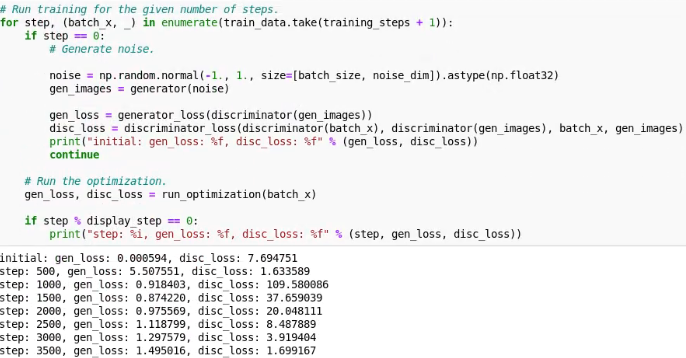 # Run training for the given number of steps.
for step, (batch_x, _) in enumerate(train_data.take(training_steps + 1)):
    if step == 0:
        # Generate noise.
        noise = np.random.normal(-1., 1., size=[batch_size, noise_dim]).astype(np.float32)
        gen_images = generator(noise)
        gen_loss = generator_loss(discriminator(gen_images))
        disc_loss = discriminator_loss(discriminator(batch_x), discriminator(gen_images), batch_x, gen_images)
        print("initial: gen_loss: %f, disc_loss: %f" % (gen_loss, disc_loss))
        continue
    # Run the optimization.
    gen_loss, disc_loss = run_optimization(batch_x)
    if step % display_step == 0:
        print("step: %i, gen_loss: %f, disc_loss: %f" % (step, gen_loss, disc_loss))
initial: gen_loss: 0.000594, disc_loss: 7.694751
step: 500, gen_loss: 5.507551, disc_loss: 1.633589
step: 1000, gen_loss: 0.918403, disc_loss: 109.580086
step: 1500, gen_loss: 0.874220, disc_loss: 37.659039
step: 2000, gen_loss: 0.975569, disc_loss: 20.048111
step: 2500, gen_loss: 1.118799, disc_loss: 8.487889
step: 3000, gen_loss: 1.297579, disc_loss: 3.919404
step: 3500, gen_loss: 1.495016, disc_loss: 1.699167